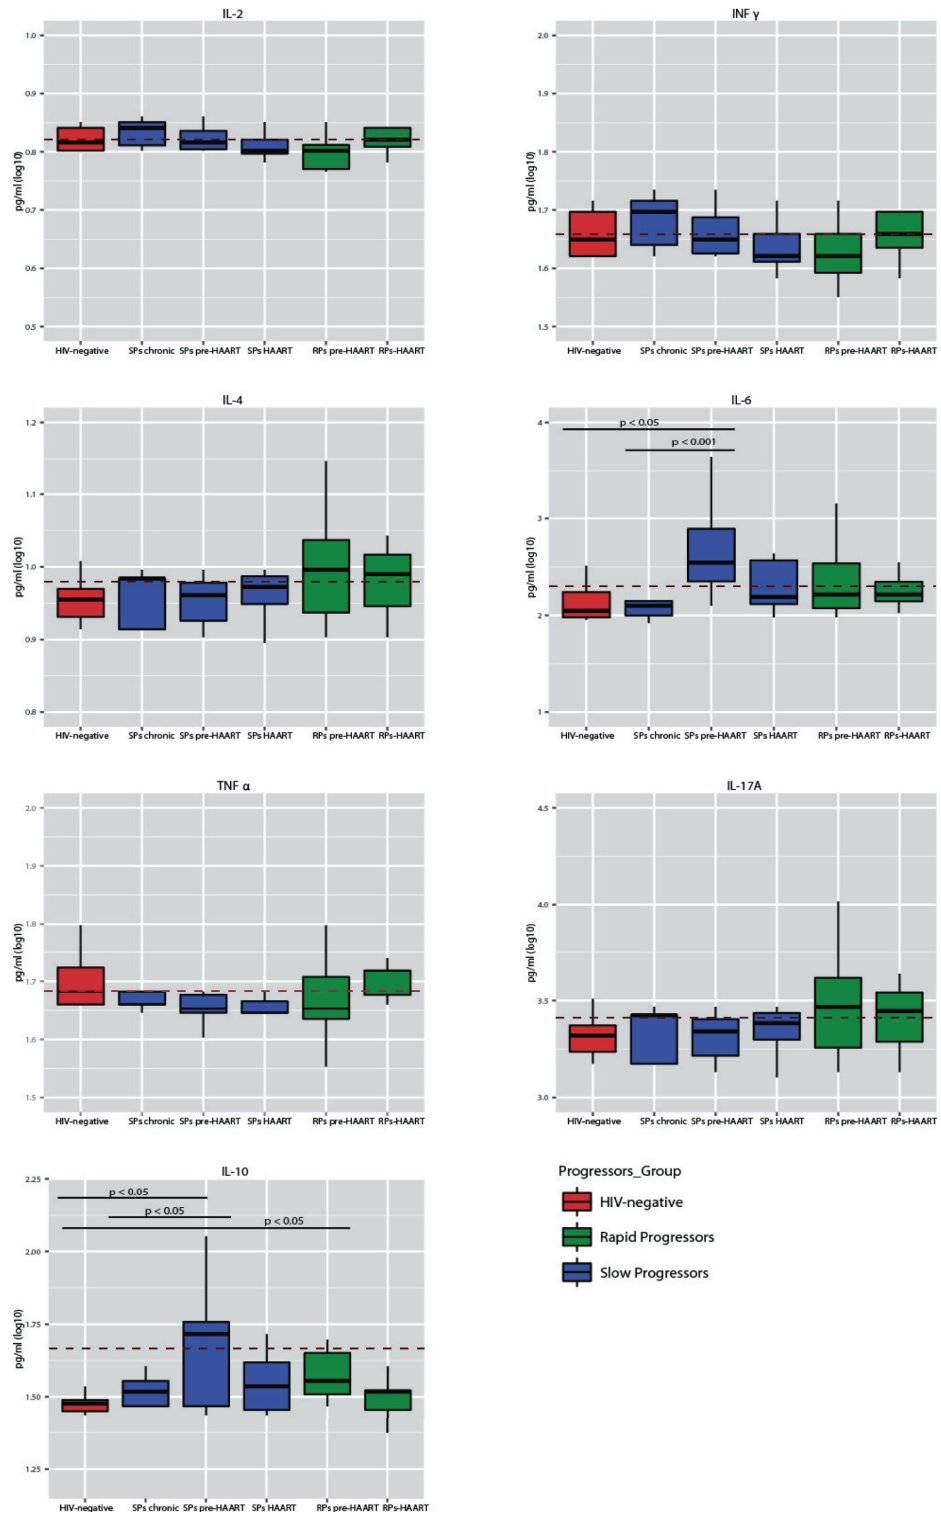 IL-2
1.0
0.9
0.8
0.7
0.6
0.5
pg/ml (log10)
HIV-negative SPs chronic SPs pre-HAART SPs HAART RPs pre-HAART RPs-HAART
INF γ
2.0
1.9
1.8
1.7
1.6
1.5
pg/ml (log10)
HIV-negative SPs chronic SPs pre-HAART SPs HAART RPs pre-HAART RPs-HAART
IL-4
1.2
1.1
1.0
0.9
0.8
pg/ml (log10)
HIV-negative SPs chronic SPs pre-HAART SPs HAART RPs pre-HAART RPs-HAART
IL-6
p < 0.05
p < 0.001
4
3
2
1
pg/ml (log10)
HIV-negative SPs chronic SPs pre-HAART SPs HAART RPs pre-HAART RPs-HAART
TNF α
2.0
1.9
1.8
1.7
1.6
1.5
pg/ml (log10)
HIV-negative SPs chronic SPs pre-HAART SPs HAART RPs pre-HAART RPs-HAART
IL-17A
4.5
4.0
3.5
3.0
pg/ml (log10)
HIV-negative SPs chronic SPs pre-HAART SPs HAART RPs pre-HAART RPs-HAART
IL-10
p < 0.05
p < 0.05
p < 0.05
2.25
2.00
1.75
1.50
1.25
pg/ml (log10)
HIV-negative SPs chronic SPs pre-HAART SPs HAART RPs pre-HAART RPs-HAART
Progressors_Group
HIV-negative
Rapid Progressors
Slow Progressors